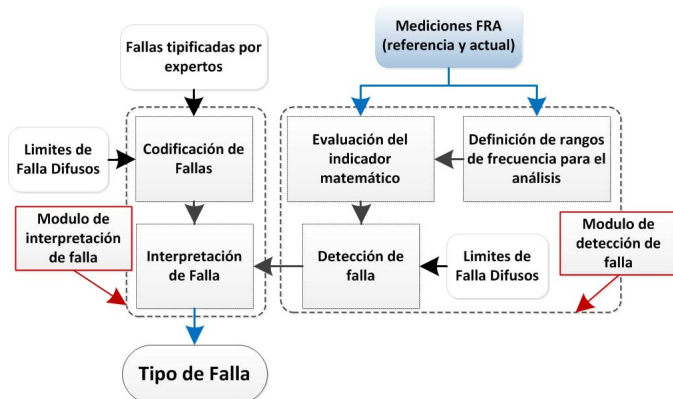 Mediciones FRA
(referencia y actual)
Fallas tipificadas por
expertos
Limites de
Falla Difusos
Codificación de
Fallas
Evaluación del
indicador
matemático
Definición de rangos
de frecuencia para el
análisis
Modulo de
interpretación
de falla
Interpretación
de Falla
Detección de
falla
Limites de
Falla Difusos
Modulo de
detección de
falla
Tipo de Falla